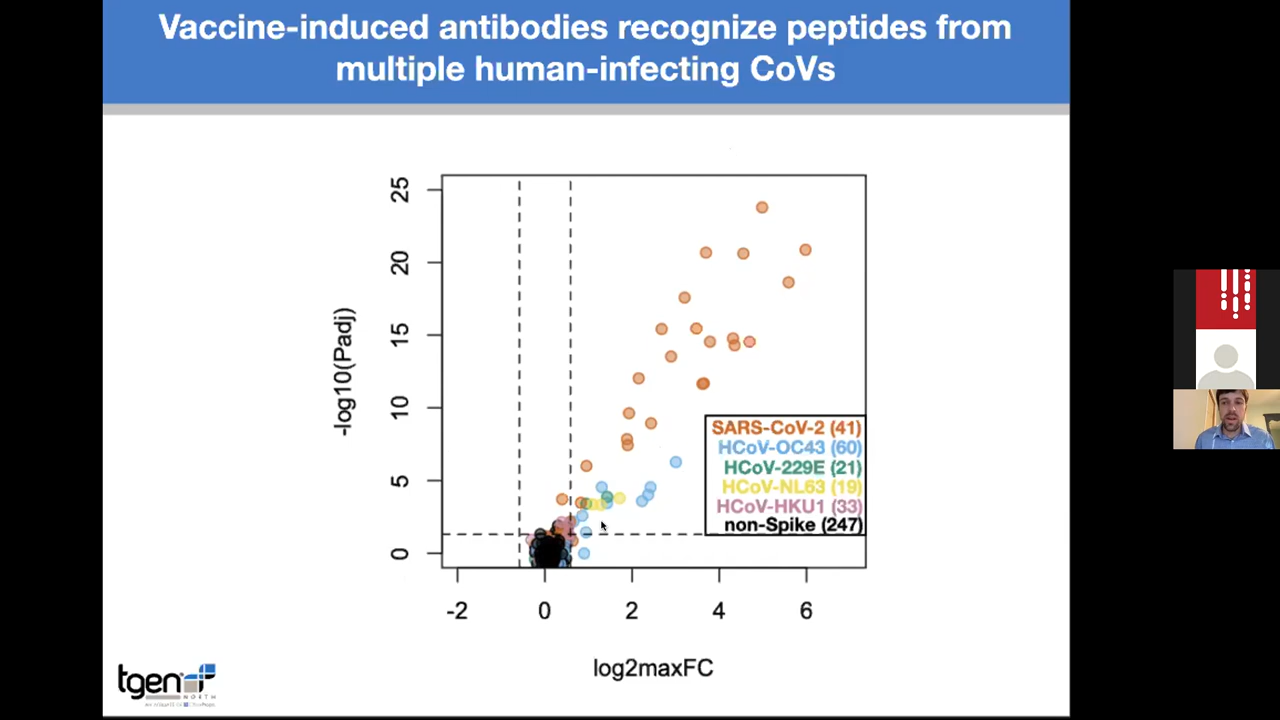 Vaccine-induced antibodies recognize peptides from
multiple human-infecting CoVs
25
20
15
10
5
0
-log10(Padj)
SARS-CoV-2 (41)
HCoV-OC43 (60)
HCoV-229E (21)
HCoV-NL63 (19)
HCoV-HKU1 (33)
non-Spike (247)
-2 0 2 4 6
log2maxFC
tgen
NORTH